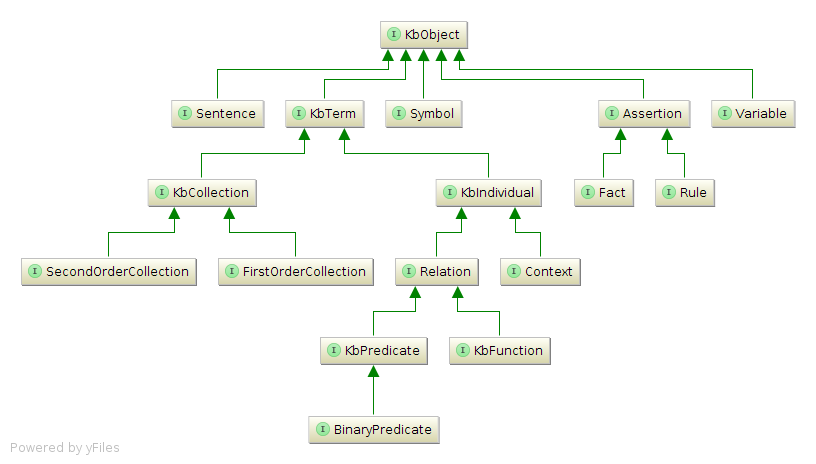 I KbObject
I Sentence
I KbTerm
I Symbol
I Assertion
I Variable
I KbCollection
I KbIndividual
I Fact
I Rule
I SecondOrderCollection
I FirstOrderCollection
I Relation
I Context
I KbPredicate
I KbFunction
I BinaryPredicate
Powered by yFiles